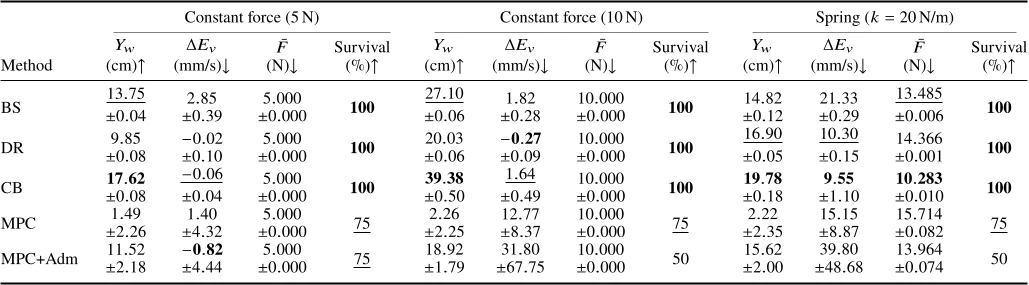 Constant force (5 N) Constant force (10 N) Spring (k = 20 N/m)
Y_w ΔE_v F̄ Survival Y_w ΔE_v F̄ Survival Y_w ΔE_v F̄ Survival
Method (cm)↑ (mm/s)↓ (N)↓ (%)↑ (cm)↑ (mm/s)↓ (N)↓ (%)↑ (cm)↑ (mm/s)↓ (N)↓ (%)↑
BS 13.75 2.85 5.000 100 27.10 1.82 10.000 100 14.82 21.33 13.485 100
±0.04 ±0.39 ±0.000 ±0.06 ±0.28 ±0.000 ±0.12 ±0.29 ±0.006
DR 9.85 −0.02 5.000 100 20.03 −0.27 10.000 100 16.90 10.30 14.366 100
±0.08 ±0.10 ±0.000 ±0.06 ±0.09 ±0.000 ±0.05 ±0.15 ±0.001
CB 17.62 −0.06 5.000 100 39.38 1.64 10.000 100 19.78 9.55 10.283 100
±0.08 ±0.04 ±0.000 ±0.50 ±0.49 ±0.000 ±0.18 ±1.10 ±0.010
MPC 1.49 1.40 5.000 75 2.26 12.77 10.000 75 2.22 15.15 15.714 75
±2.26 ±4.32 ±0.000 ±2.25 ±8.37 ±0.000 ±2.35 ±8.87 ±0.082
MPC+Adm 11.52 −0.82 5.000 75 18.92 31.80 10.000 50 15.62 39.80 13.964 50
±2.18 ±4.44 ±0.000 ±1.79 ±67.75 ±0.000 ±2.00 ±48.68 ±0.074